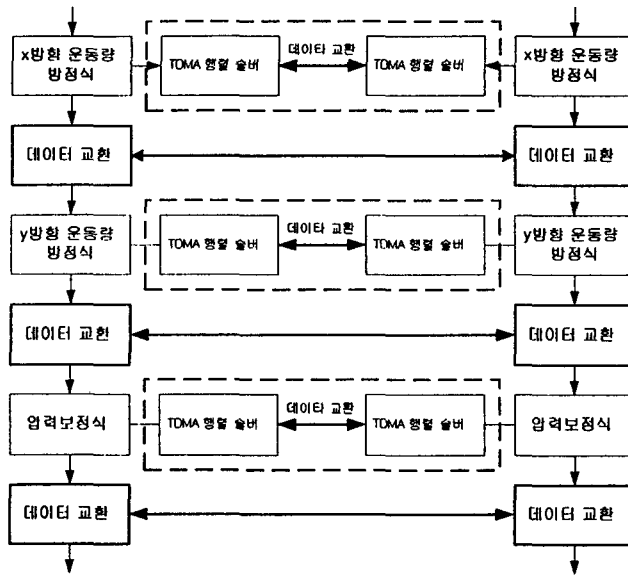 데이타 교환
x방향 운동량
방정식
TDMA 행렬 솔버
TDMA 행렬 솔버
x방향 운동량
방정식
데이터 교환
데이터 교환
데이타 교환
y방향 운동량
방정식
TDMA 행렬 솔버
TDMA 행렬 솔버
y방향 운동량
방정식
데이터 교환
데이터 교환
데이타 교환
압력보정식
TDMA 행렬 솔버
TDMA 행렬 솔버
압력보정식
데이터 교환
데이터 교환